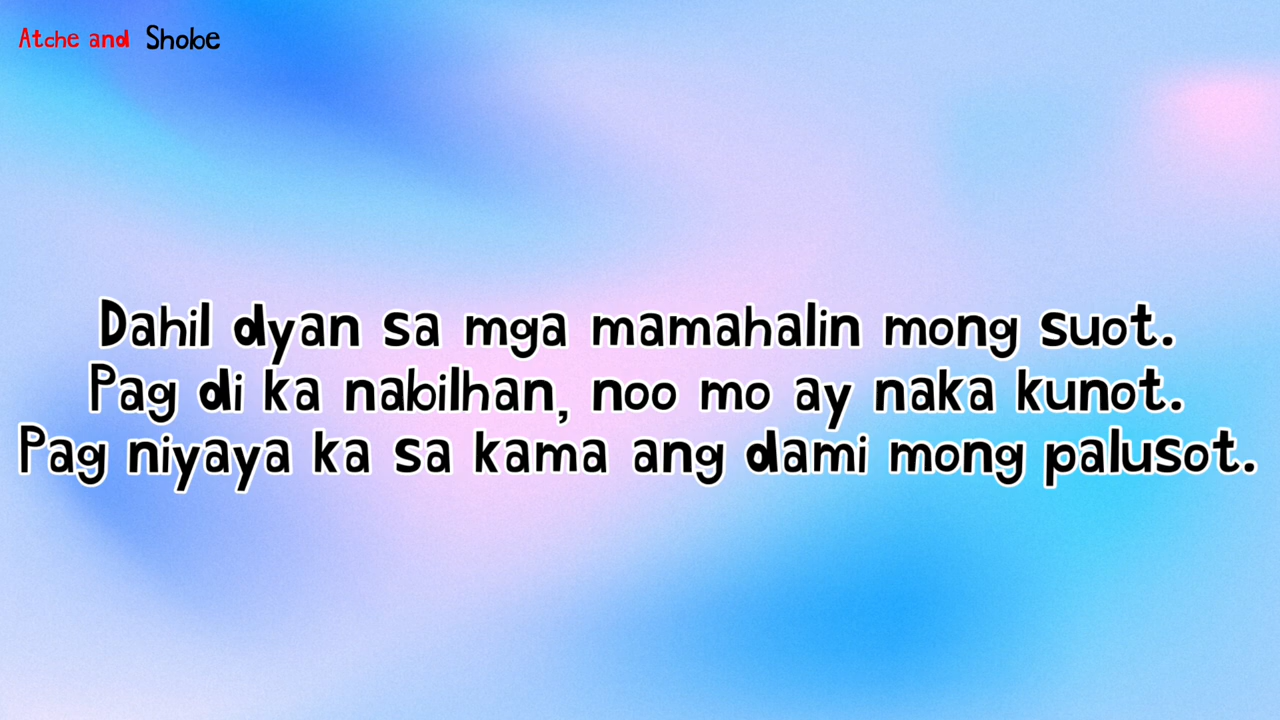 Atche and Shobe
Dahil dyan sa mga mamahalin mong suot.
Pag di ka nabilhan, noo mo ay naka kunot.
Pag niyaya ka sa kama ang dami mong palusot.